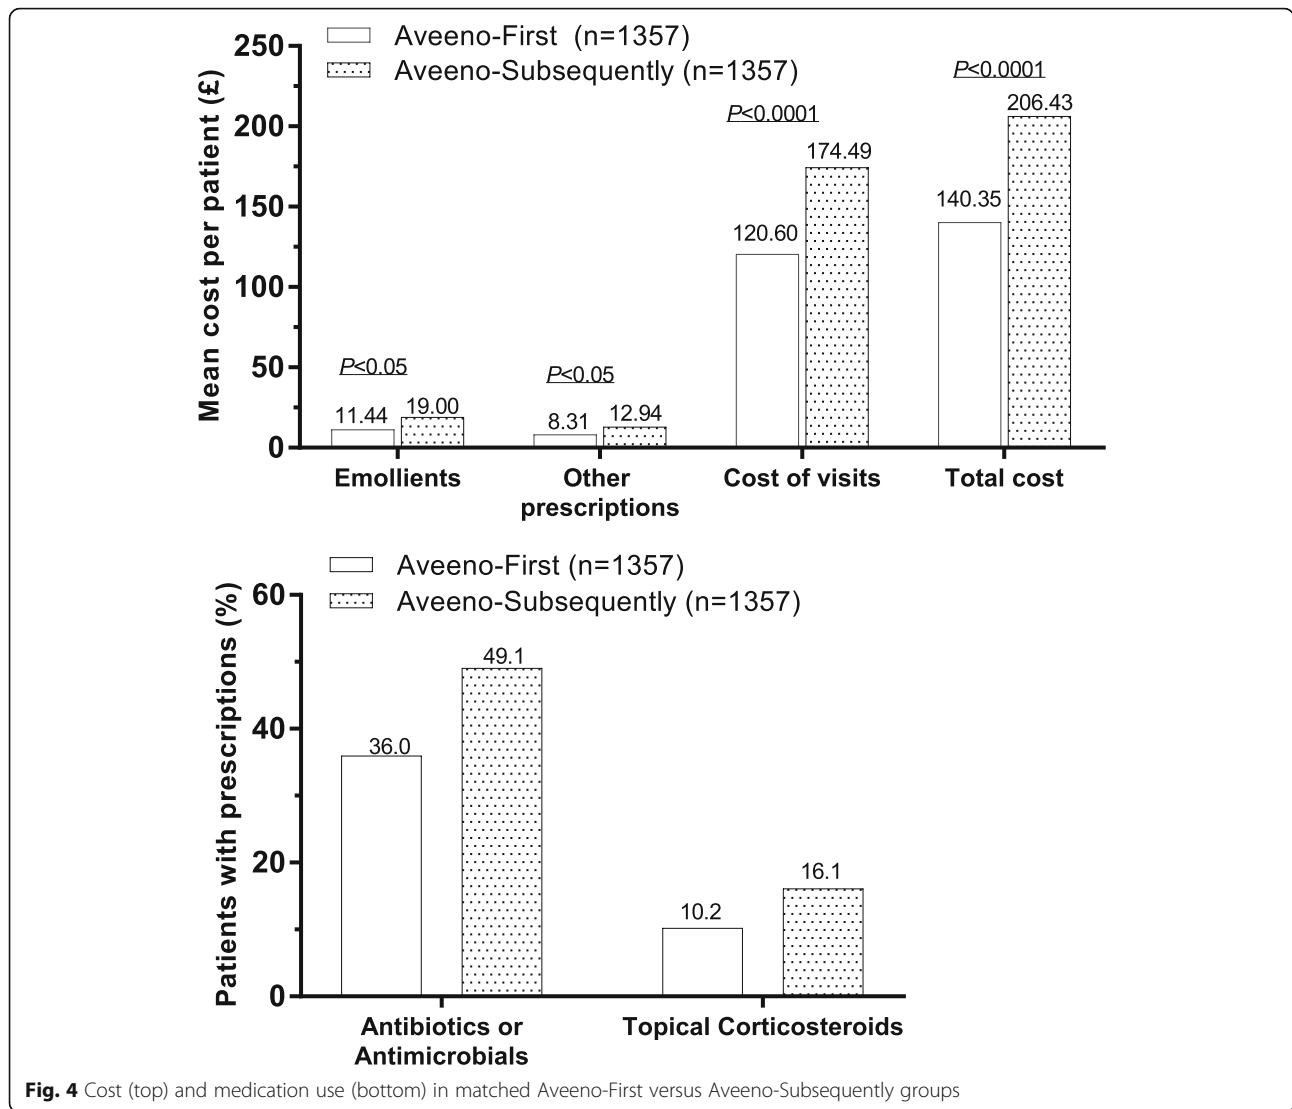 Aveeno-First (n=1357)
Aveeno-Subsequently (n=1357)
Mean cost per patient (£)
250
200
150
100
50
0
P<0.05
11.44
19.00
P<0.05
8.31
12.94
P<0.0001
120.60
174.49
P<0.0001
140.35
206.43
Emollients
Other
prescriptions
Cost of visits
Total cost
Aveeno-First (n=1357)
Aveeno-Subsequently (n=1357)
Patients with prescriptions (%)
60
40
20
0
36.0
49.1
10.2
16.1
Antibiotics or
Antimicrobials
Topical Corticosteroids
Fig. 4 Cost (top) and medication use (bottom) in matched Aveeno-First versus Aveeno-Subsequently groups